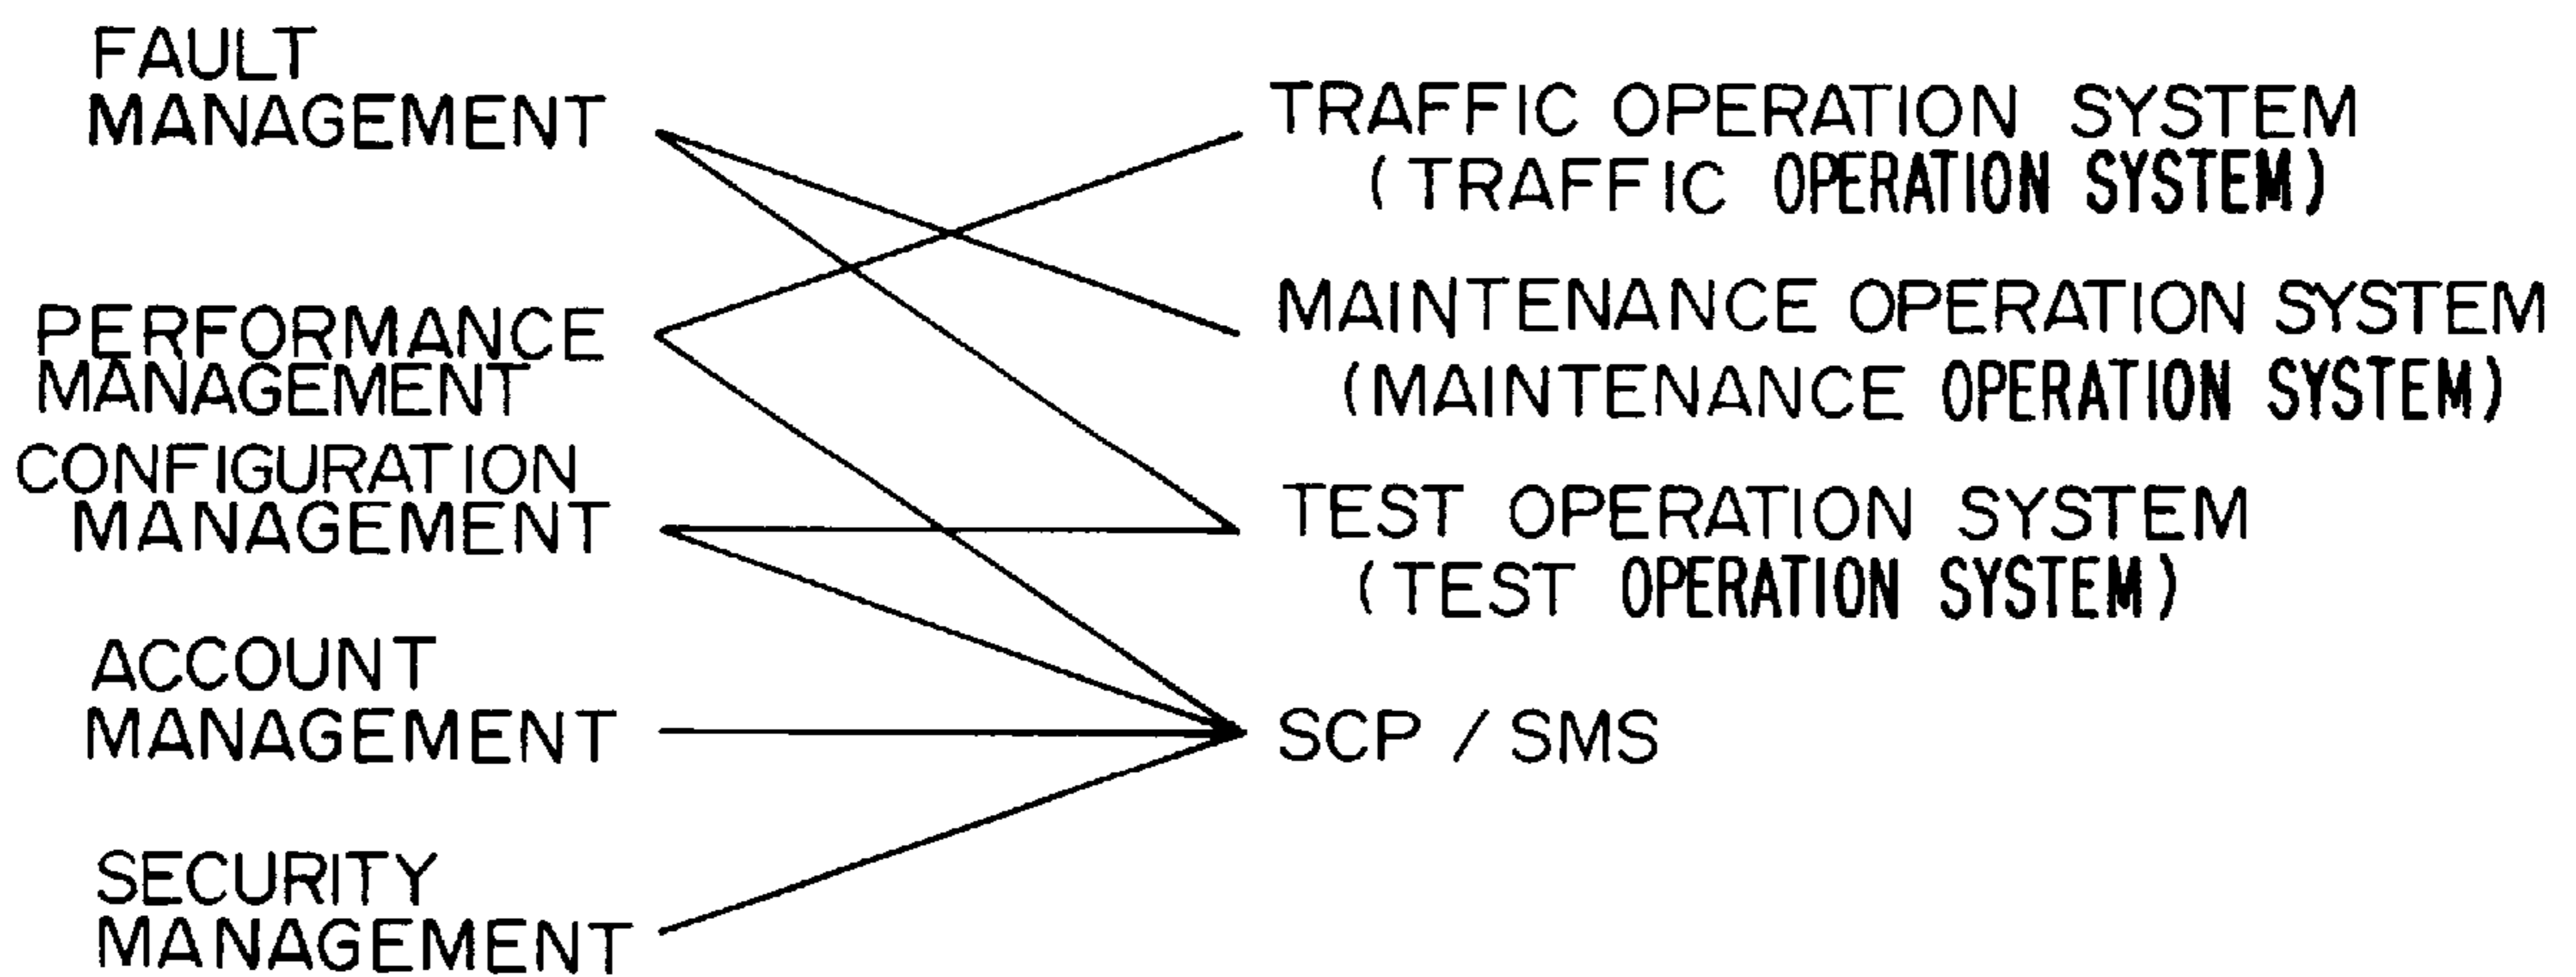 FAULT
MANAGEMENT
PERFORMANCE
MANAGEMENT
CONFIGURATION
MANAGEMENT
ACCOUNT
MANAGEMENT
SECURITY
MANAGEMENT
TRAFFIC OPERATION SYSTEM
(TRAFFIC OPERATION SYSTEM)
MAINTENANCE OPERATION SYSTEM
(MAINTENANCE OPERATION SYSTEM)
TEST OPERATION SYSTEM
(TEST OPERATION SYSTEM)
SCP / SMS